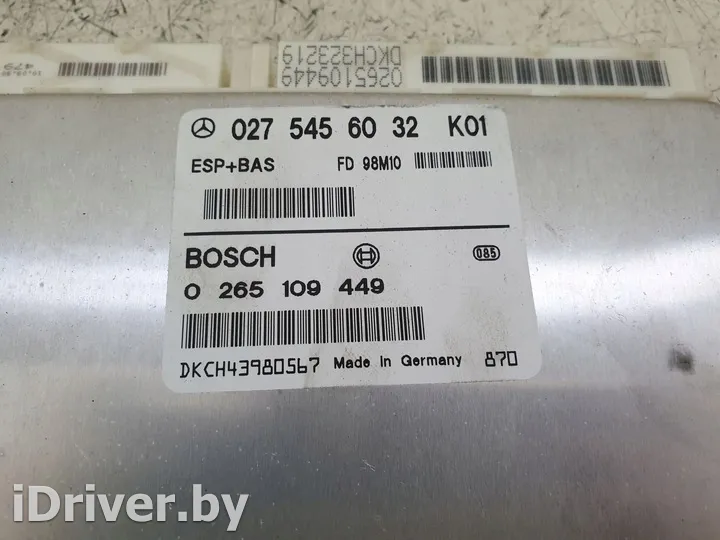 479
0265109449
DKCH323219
027 545 60 32 K01
ESP+BAS FD 98M10
BOSCH 085
0 265 109 449
DKCH43980567 Made in Germany 870
iDriver.by